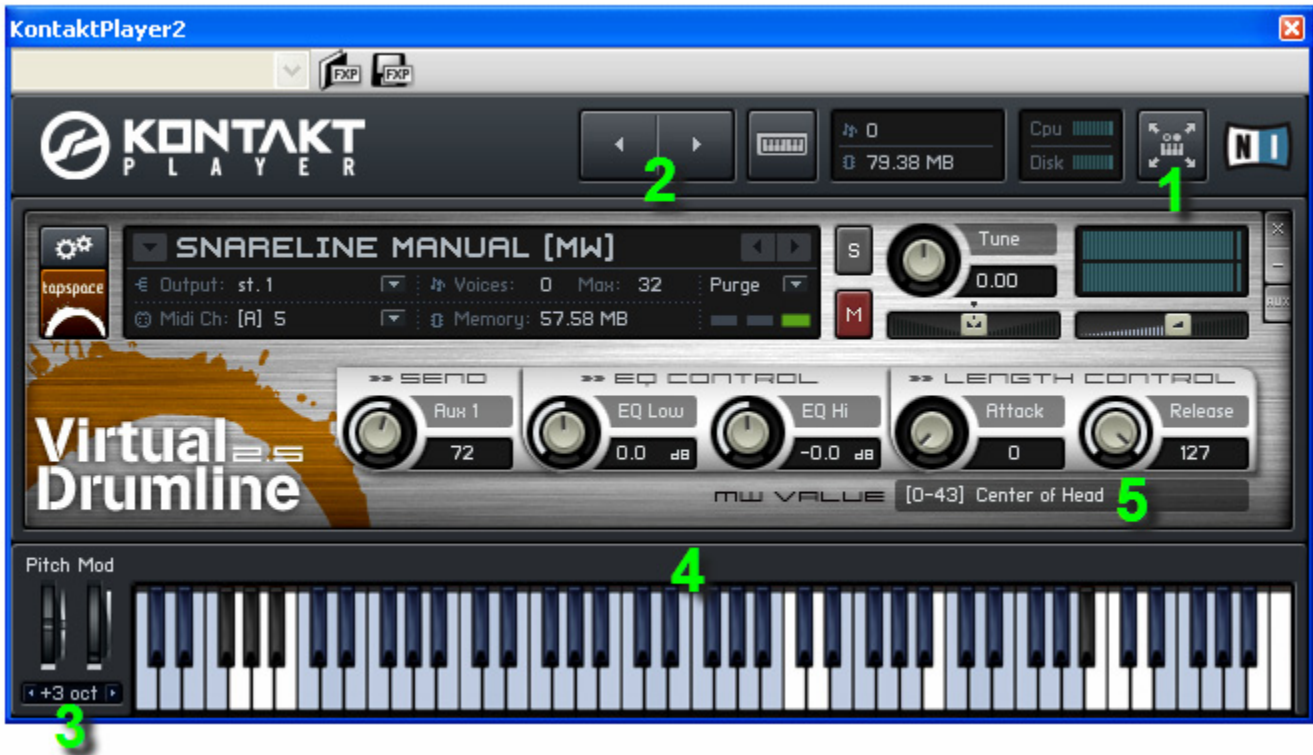 KontaktPlayer2
FXP FXP
KONTAKT
PLAYER
2
0
79.38 MB
Cpu
Disk
1
NI
tapspace
SNARELINE MANUAL [MW]
Output: st.1 Voices: 0 Max: 32 Purge
Midi Ch: [A] 5 Memory: 57.58 MB
S
M
Tune
0.00
×
–
AUX
Virtual 2.5
Drumline
>> SEND
Aux 1
72
>> EQ CONTROL
EQ Low
0.0 dB
EQ Hi
-0.0 dB
>> LENGTH CONTROL
Attack
0
Release
127
MW VALUE [0-43] Center of Head 5
4
Pitch Mod
+3 oct
3